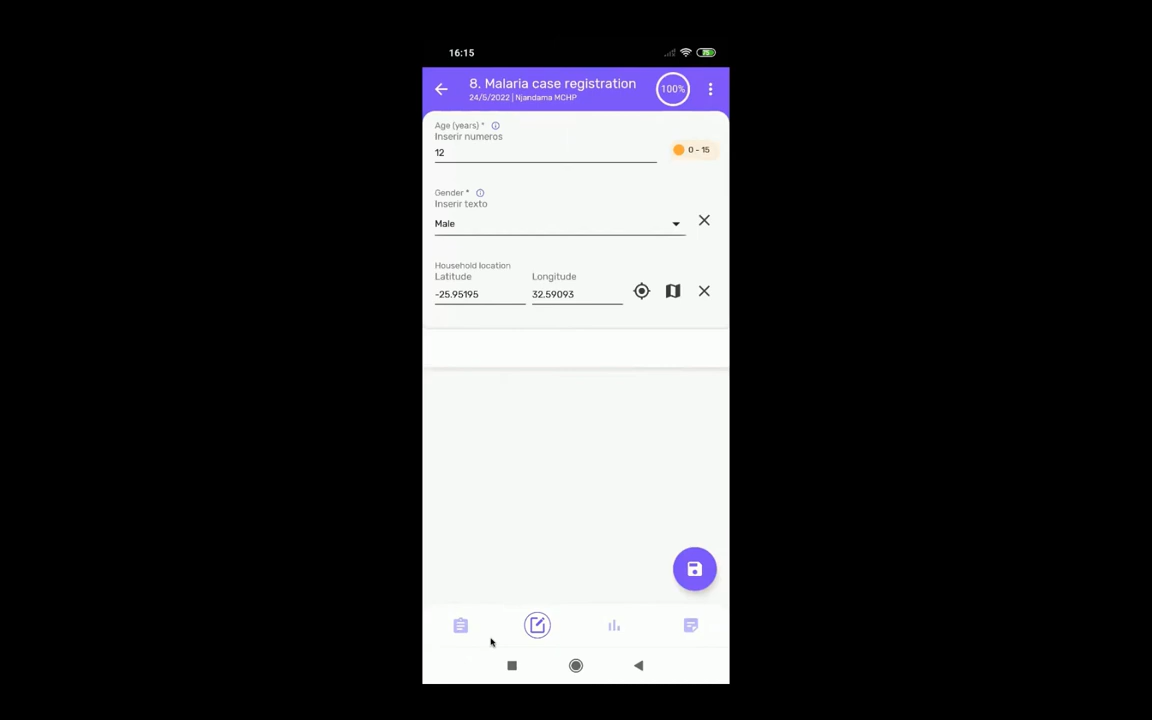 16:15
75
8. Malaria case registration
24/5/2022 | Njandama MCHP
100%
Age (years) *
Inserir numeros
12
0 - 15
Gender *
Inserir texto
Male
Household location
Latitude
Longitude
-25.95195
32.59093